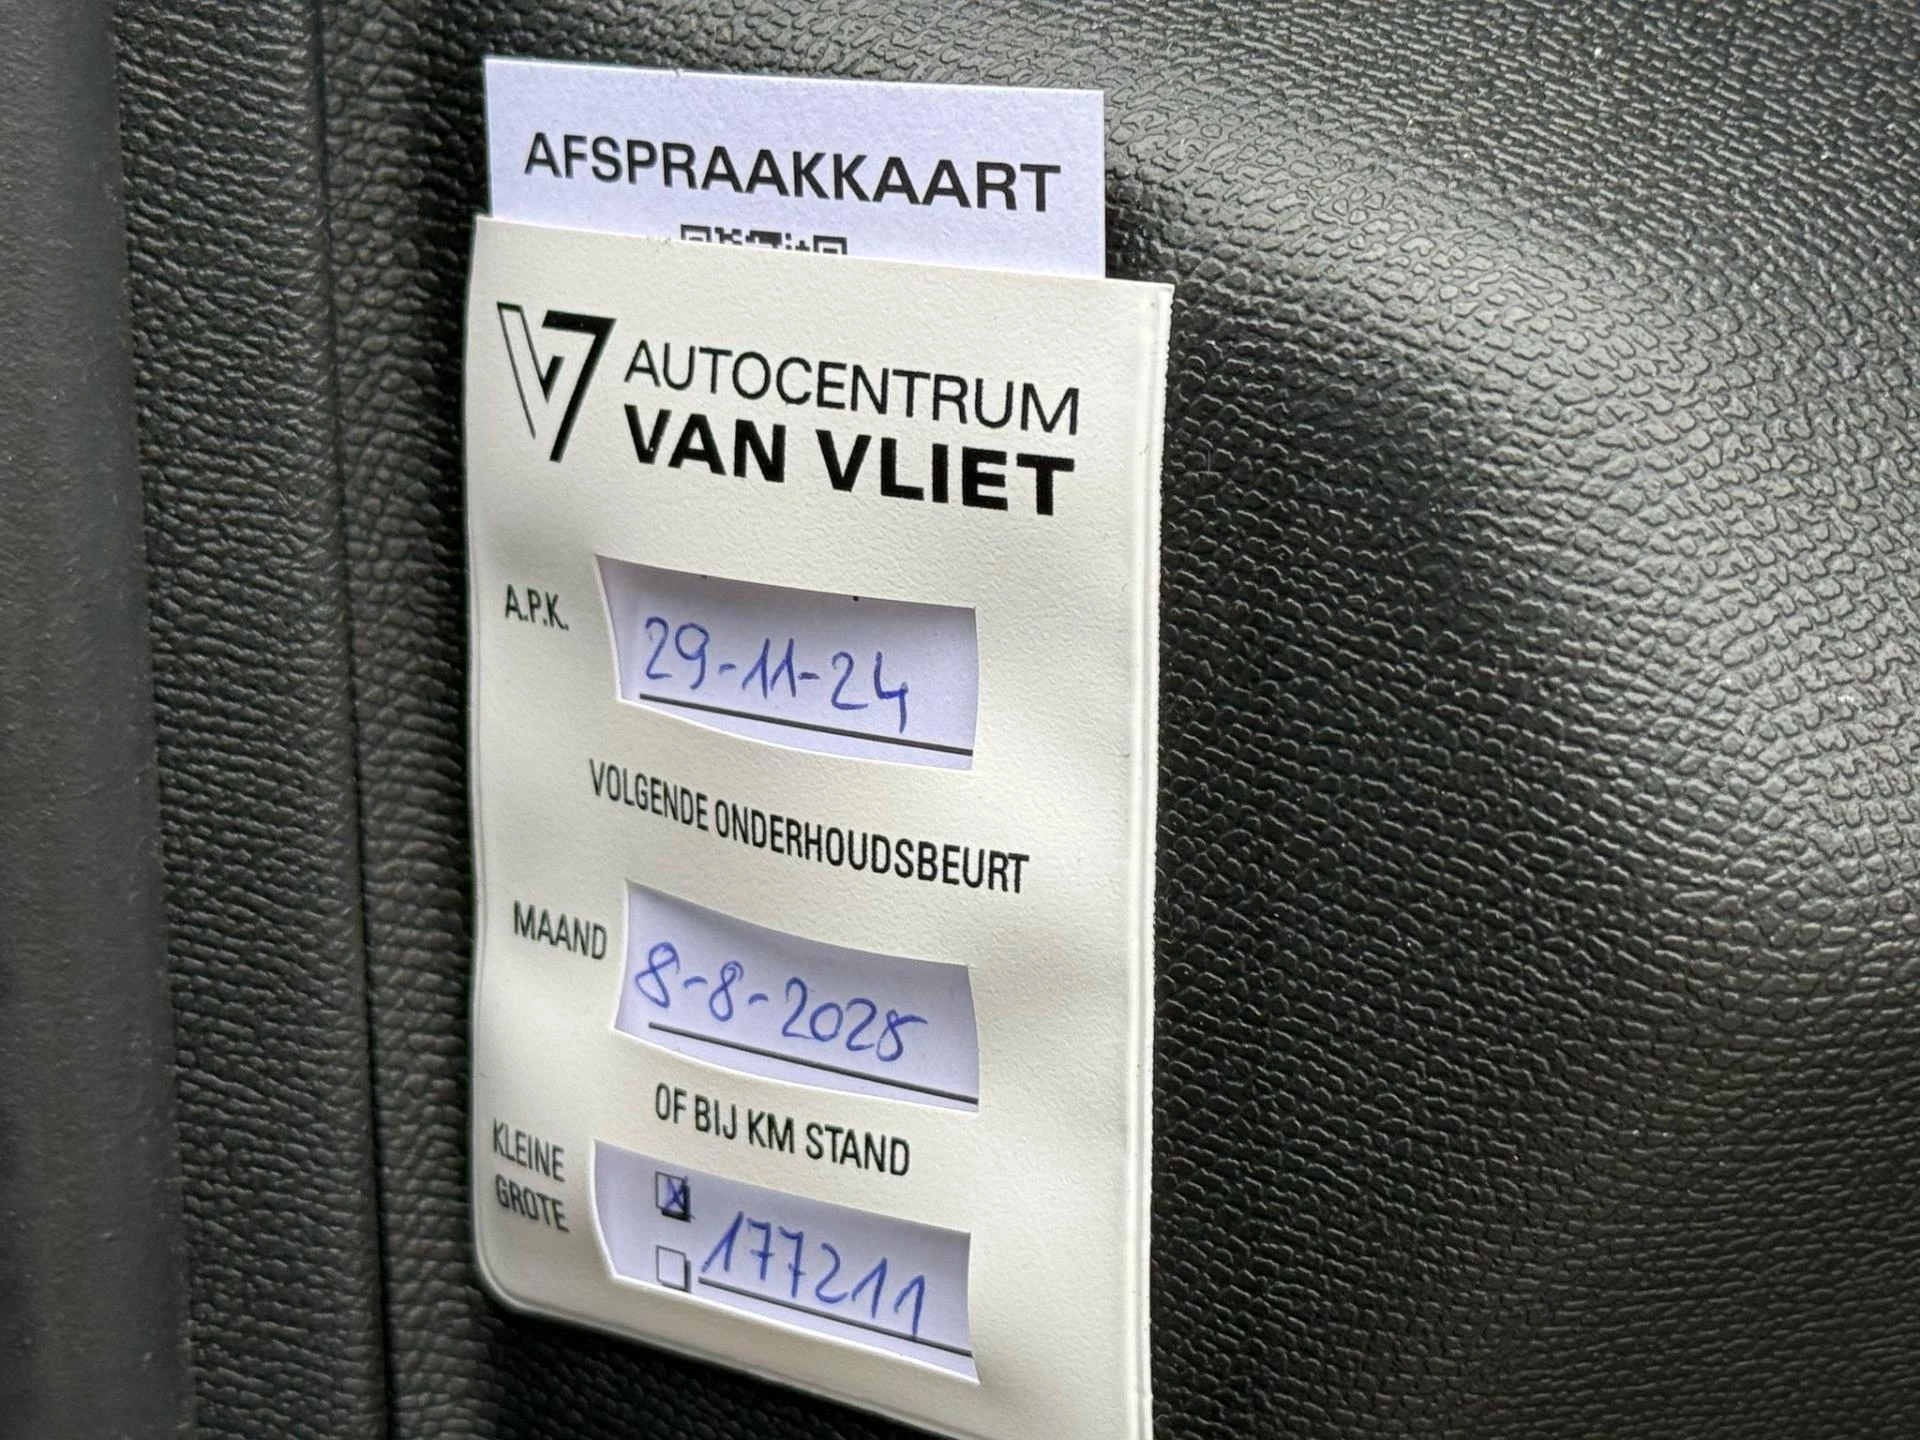 AFSPRAAKKAART
AUTOCENTRUM
VAN VLIET
A.P.K. 29-11-24
VOLGENDE ONDERHOUDSBEURT
MAAND 8-8-2025
OF BIJ KM STAND
KLEINE
GROTE 177211